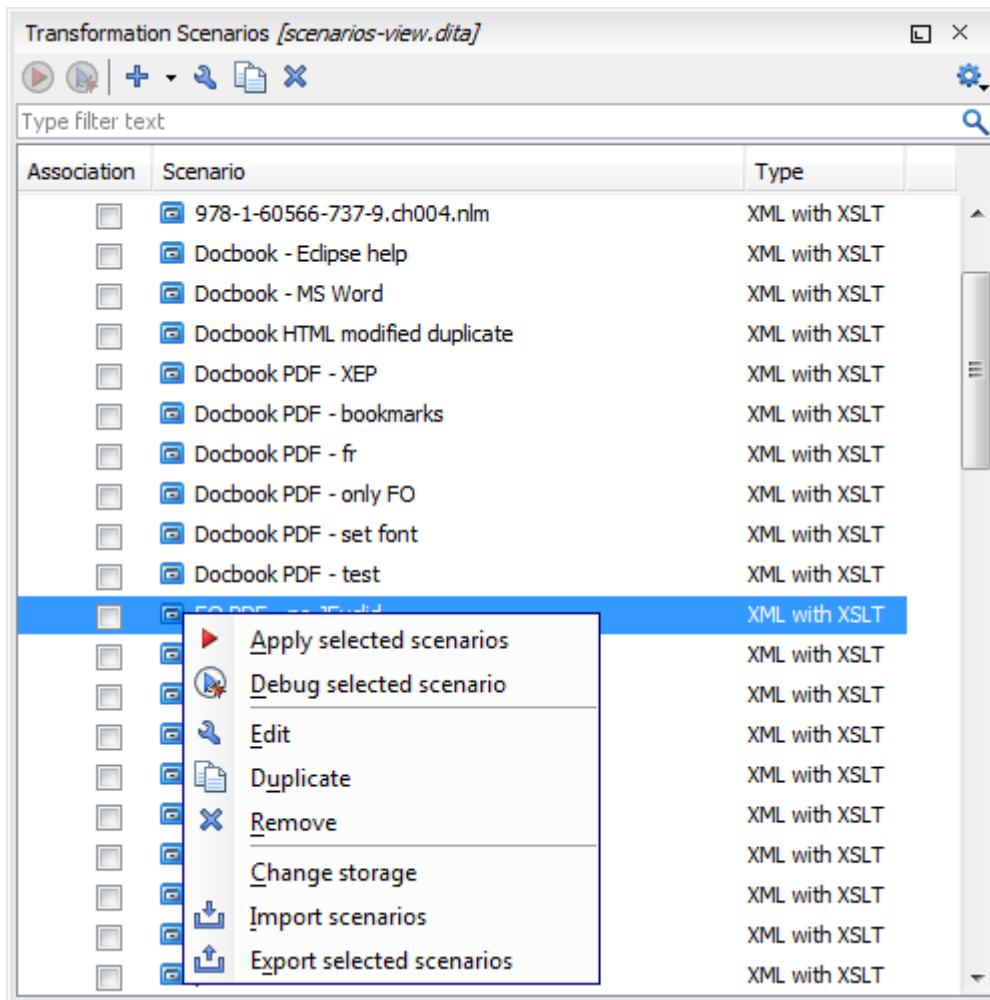 Transformation Scenarios [scenarios-view.dita]
Type filter text
Association Scenario Type
978-1-60566-737-9.ch004.nlm XML with XSLT
Docbook - Eclipse help XML with XSLT
Docbook - MS Word XML with XSLT
Docbook HTML modified duplicate XML with XSLT
Docbook PDF - XEP XML with XSLT
Docbook PDF - bookmarks XML with XSLT
Docbook PDF - fr XML with XSLT
Docbook PDF - only FO XML with XSLT
Docbook PDF - set font XML with XSLT
Docbook PDF - test XML with XSLT
FO PDF - no JEuclid XML with XSLT
Apply selected scenarios XML with XSLT
Debug selected scenario XML with XSLT
Edit XML with XSLT
Duplicate XML with XSLT
Remove XML with XSLT
Change storage XML with XSLT
Import scenarios XML with XSLT
XML with XSLT
Export selected scenarios XML with XSLT